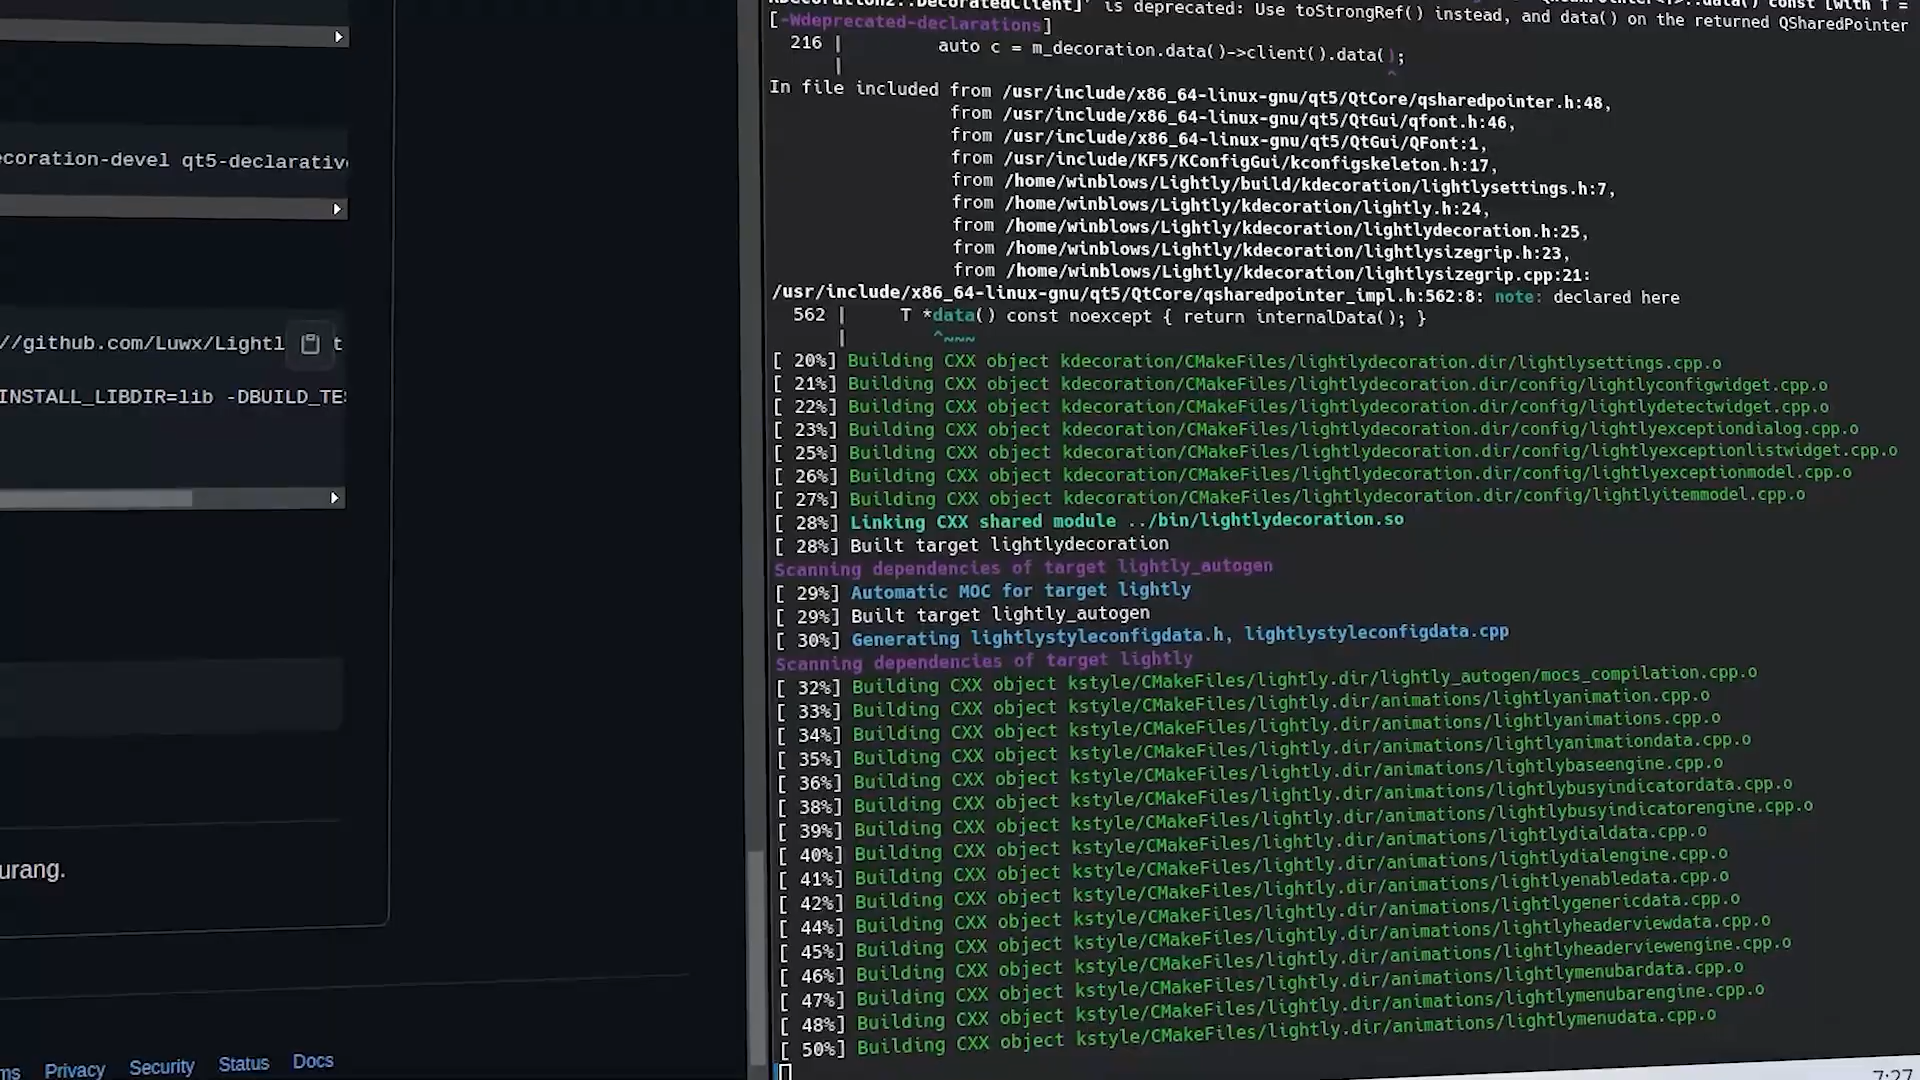 coration-devel qt5-declarativ
//github.com/Luwx/Lightl
t
INSTALL_LIBDIR=lib -DBUILD_TES
urang.
ms Privacy Security Status Docs
is deprecated: Use toStrongRef() instead, and data() on the returned QSharedPointer
[-Wdeprecated-declarations]
216 | auto c = m_decoration.data()->client().data();
| ^
In file included from /usr/include/x86_64-linux-gnu/qt5/QtCore/qsharedpointer.h:48,
from /usr/include/x86_64-linux-gnu/qt5/QtGui/qfont.h:46,
from /usr/include/x86_64-linux-gnu/qt5/QtGui/QFont:1,
from /usr/include/KF5/KConfigGui/kconfigskeleton.h:17,
from /home/winblows/Lightly/build/kdecoration/lightlysettings.h:7,
from /home/winblows/Lightly/kdecoration/lightly.h:24,
from /home/winblows/Lightly/kdecoration/lightlydecoration.h:25,
from /home/winblows/Lightly/kdecoration/lightlysizegrip.h:23,
from /home/winblows/Lightly/kdecoration/lightlysizegrip.cpp:21:
/usr/include/x86_64-linux-gnu/qt5/QtCore/qsharedpointer_impl.h:562:8: note: declared here
562 | T *data() const noexcept { return internalData(); }
| ^~~~
[ 20%] Building CXX object kdecoration/CMakeFiles/lightlydecoration.dir/lightlysettings.cpp.o
[ 21%] Building CXX object kdecoration/CMakeFiles/lightlydecoration.dir/config/lightlyconfigwidget.cpp.o
[ 22%] Building CXX object kdecoration/CMakeFiles/lightlydecoration.dir/config/lightlydetectwidget.cpp.o
[ 23%] Building CXX object kdecoration/CMakeFiles/lightlydecoration.dir/config/lightlyexceptiondialog.cpp.o
[ 25%] Building CXX object kdecoration/CMakeFiles/lightlydecoration.dir/config/lightlyexceptionlistwidget.cpp.o
[ 26%] Building CXX object kdecoration/CMakeFiles/lightlydecoration.dir/config/lightlyexceptionmodel.cpp.o
[ 27%] Building CXX object kdecoration/CMakeFiles/lightlydecoration.dir/config/lightlyitemmodel.cpp.o
[ 28%] Linking CXX shared module ../bin/lightlydecoration.so
[ 28%] Built target lightlydecoration
Scanning dependencies of target lightly_autogen
[ 29%] Automatic MOC for target lightly
[ 29%] Built target lightly_autogen
[ 30%] Generating lightlystyleconfigdata.h, lightlystyleconfigdata.cpp
Scanning dependencies of target lightly
[ 32%] Building CXX object kstyle/CMakeFiles/lightly.dir/lightly_autogen/mocs_compilation.cpp.o
[ 33%] Building CXX object kstyle/CMakeFiles/lightly.dir/animations/lightlyanimation.cpp.o
[ 34%] Building CXX object kstyle/CMakeFiles/lightly.dir/animations/lightlyanimations.cpp.o
[ 35%] Building CXX object kstyle/CMakeFiles/lightly.dir/animations/lightlyanimationdata.cpp.o
[ 36%] Building CXX object kstyle/CMakeFiles/lightly.dir/animations/lightlybaseengine.cpp.o
[ 38%] Building CXX object kstyle/CMakeFiles/lightly.dir/animations/lightlybusyindicatordata.cpp.o
[ 39%] Building CXX object kstyle/CMakeFiles/lightly.dir/animations/lightlybusyindicatorengine.cpp.o
[ 40%] Building CXX object kstyle/CMakeFiles/lightly.dir/animations/lightlydialdata.cpp.o
[ 41%] Building CXX object kstyle/CMakeFiles/lightly.dir/animations/lightlydialengine.cpp.o
[ 42%] Building CXX object kstyle/CMakeFiles/lightly.dir/animations/lightlyenabledata.cpp.o
[ 44%] Building CXX object kstyle/CMakeFiles/lightly.dir/animations/lightlygenericdata.cpp.o
[ 45%] Building CXX object kstyle/CMakeFiles/lightly.dir/animations/lightlyheaderviewdata.cpp.o
[ 46%] Building CXX object kstyle/CMakeFiles/lightly.dir/animations/lightlyheaderviewengine.cpp.o
[ 47%] Building CXX object kstyle/CMakeFiles/lightly.dir/animations/lightlymenubardata.cpp.o
[ 48%] Building CXX object kstyle/CMakeFiles/lightly.dir/animations/lightlymenubarengine.cpp.o
[ 50%] Building CXX object kstyle/CMakeFiles/lightly.dir/animations/lightlymenudata.cpp.o
7:27